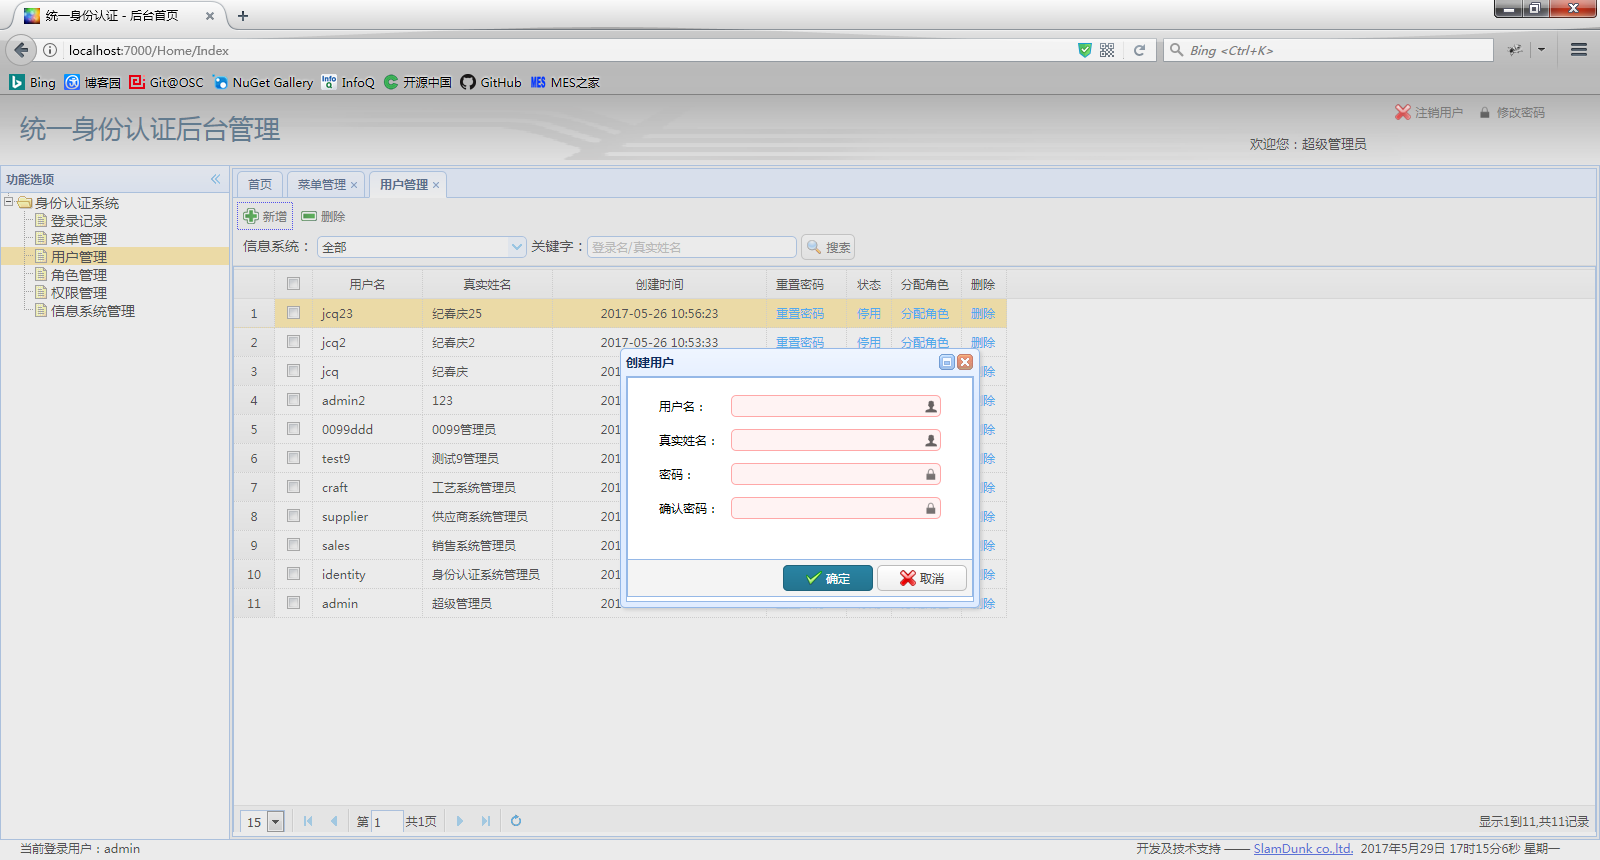 统一身份认证 - 后台首页
localhost:7000/Home/Index
Bing <Ctrl+K>
Bing 博客园 Git@OSC NuGet Gallery InfoQ 开源中国 GitHub MES之家
统一身份认证后台管理
注销用户 修改密码
欢迎您：超级管理员
功能选项
身份认证系统
登录记录
菜单管理
用户管理
角色管理
权限管理
信息系统管理
首页 菜单管理 用户管理
新增 删除
信息系统： 全部 关键字： 登录名/真实姓名 搜索
用户名 真实姓名 创建时间 重置密码 状态 分配角色 删除
1 jcq23 纪春庆25 2017-05-26 10:56:23 重置密码 停用 分配角色 删除
2 jcq2 纪春庆2 2017-05-26 10:53:33 重置密码 停用 分配角色 删除
3 jcq 纪春庆 201 除
4 admin2 123 201 除
5 0099ddd 0099管理员 201 除
6 test9 测试9管理员 201 除
7 craft 工艺系统管理员 201 除
8 supplier 供应商系统管理员 201 除
9 sales 销售系统管理员 201 除
10 identity 身份认证系统管理员 201 除
11 admin 超级管理员 201 除
创建用户
用户名：
真实姓名：
密码：
确认密码：
确定 取消
15 第 1 共1页
显示1到11,共11记录
当前登录用户：admin
开发及技术支持 —— SlamDunk co.,ltd. 2017年5月29日 17时15分6秒 星期一